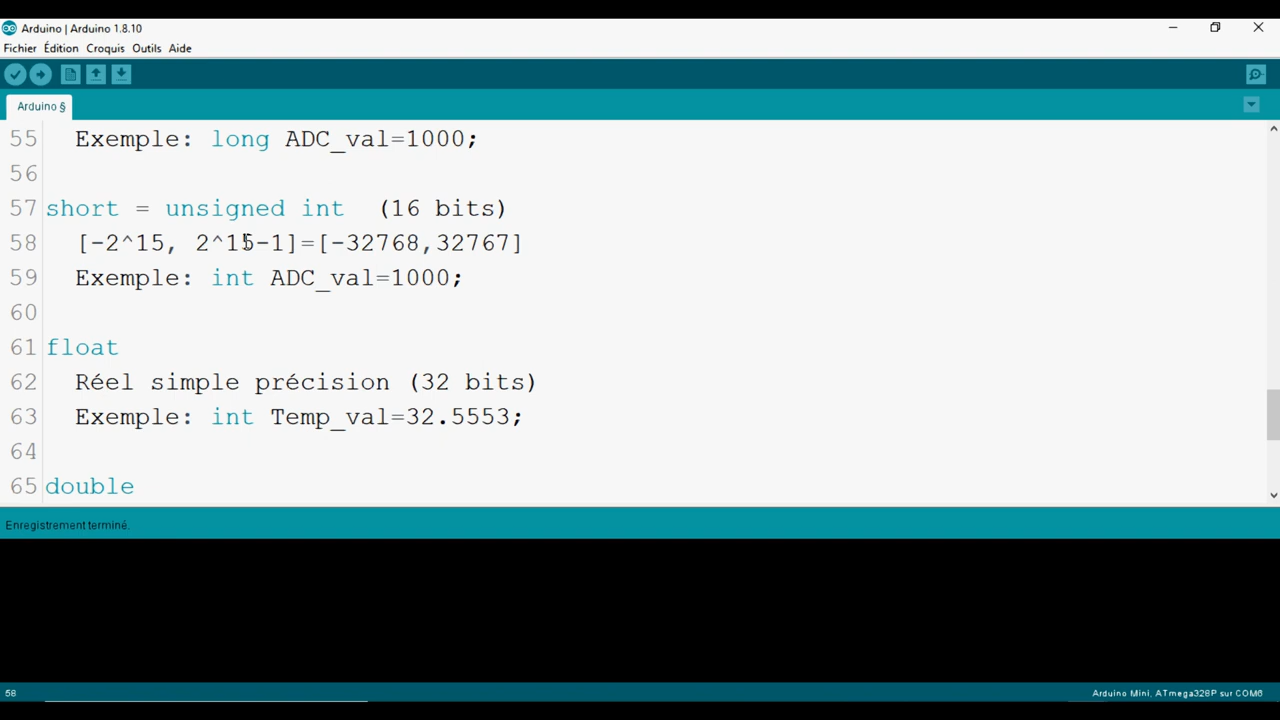 Arduino | Arduino 1.8.10
Fichier Édition Croquis Outils Aide
Arduino §
55 Exemple: long ADC_val=1000;
56
57 short = unsigned int (16 bits)
58 [-2^15, 2^15-1]=[-32768,32767]
59 Exemple: int ADC_val=1000;
60
61 float
62 Réel simple précision (32 bits)
63 Exemple: int Temp_val=32.5553;
64
65 double
Enregistrement terminé.
58 Arduino Mini, ATmega328P sur COM6